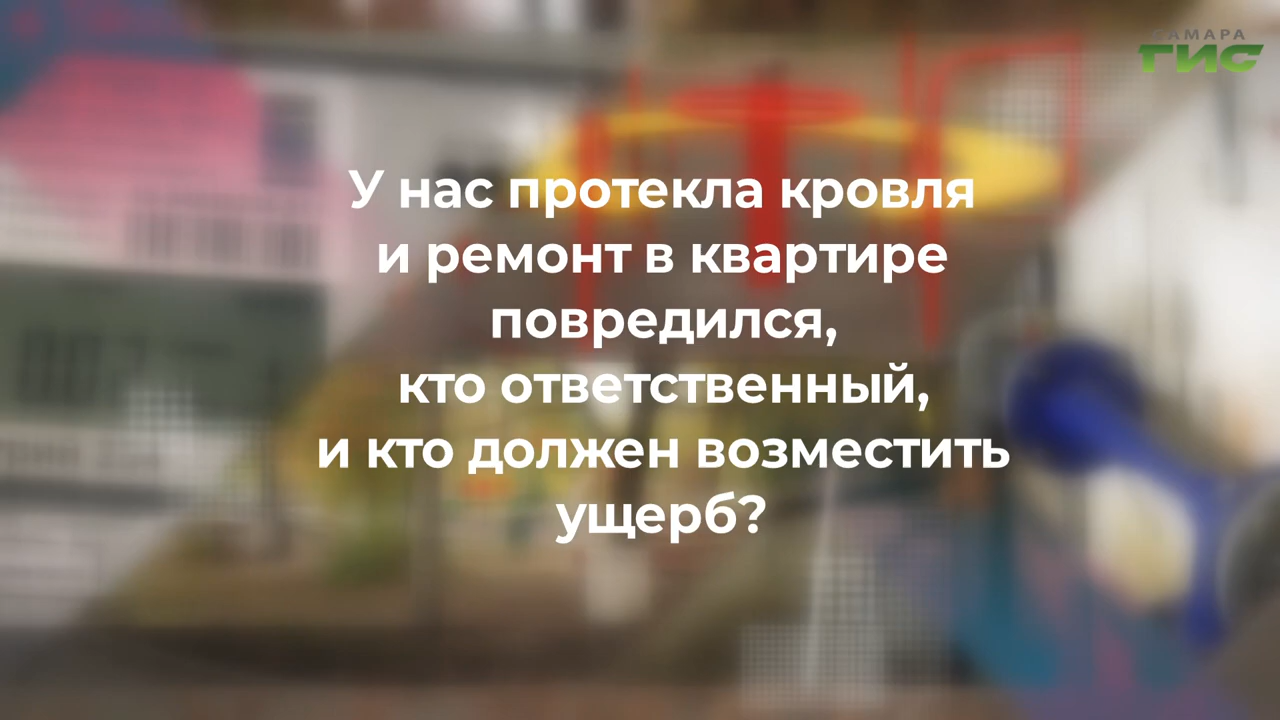 САМАРА
ГИС
У нас протекла кровля
и ремонт в квартире
повредился,
кто ответственный,
и кто должен возместить
ущерб?